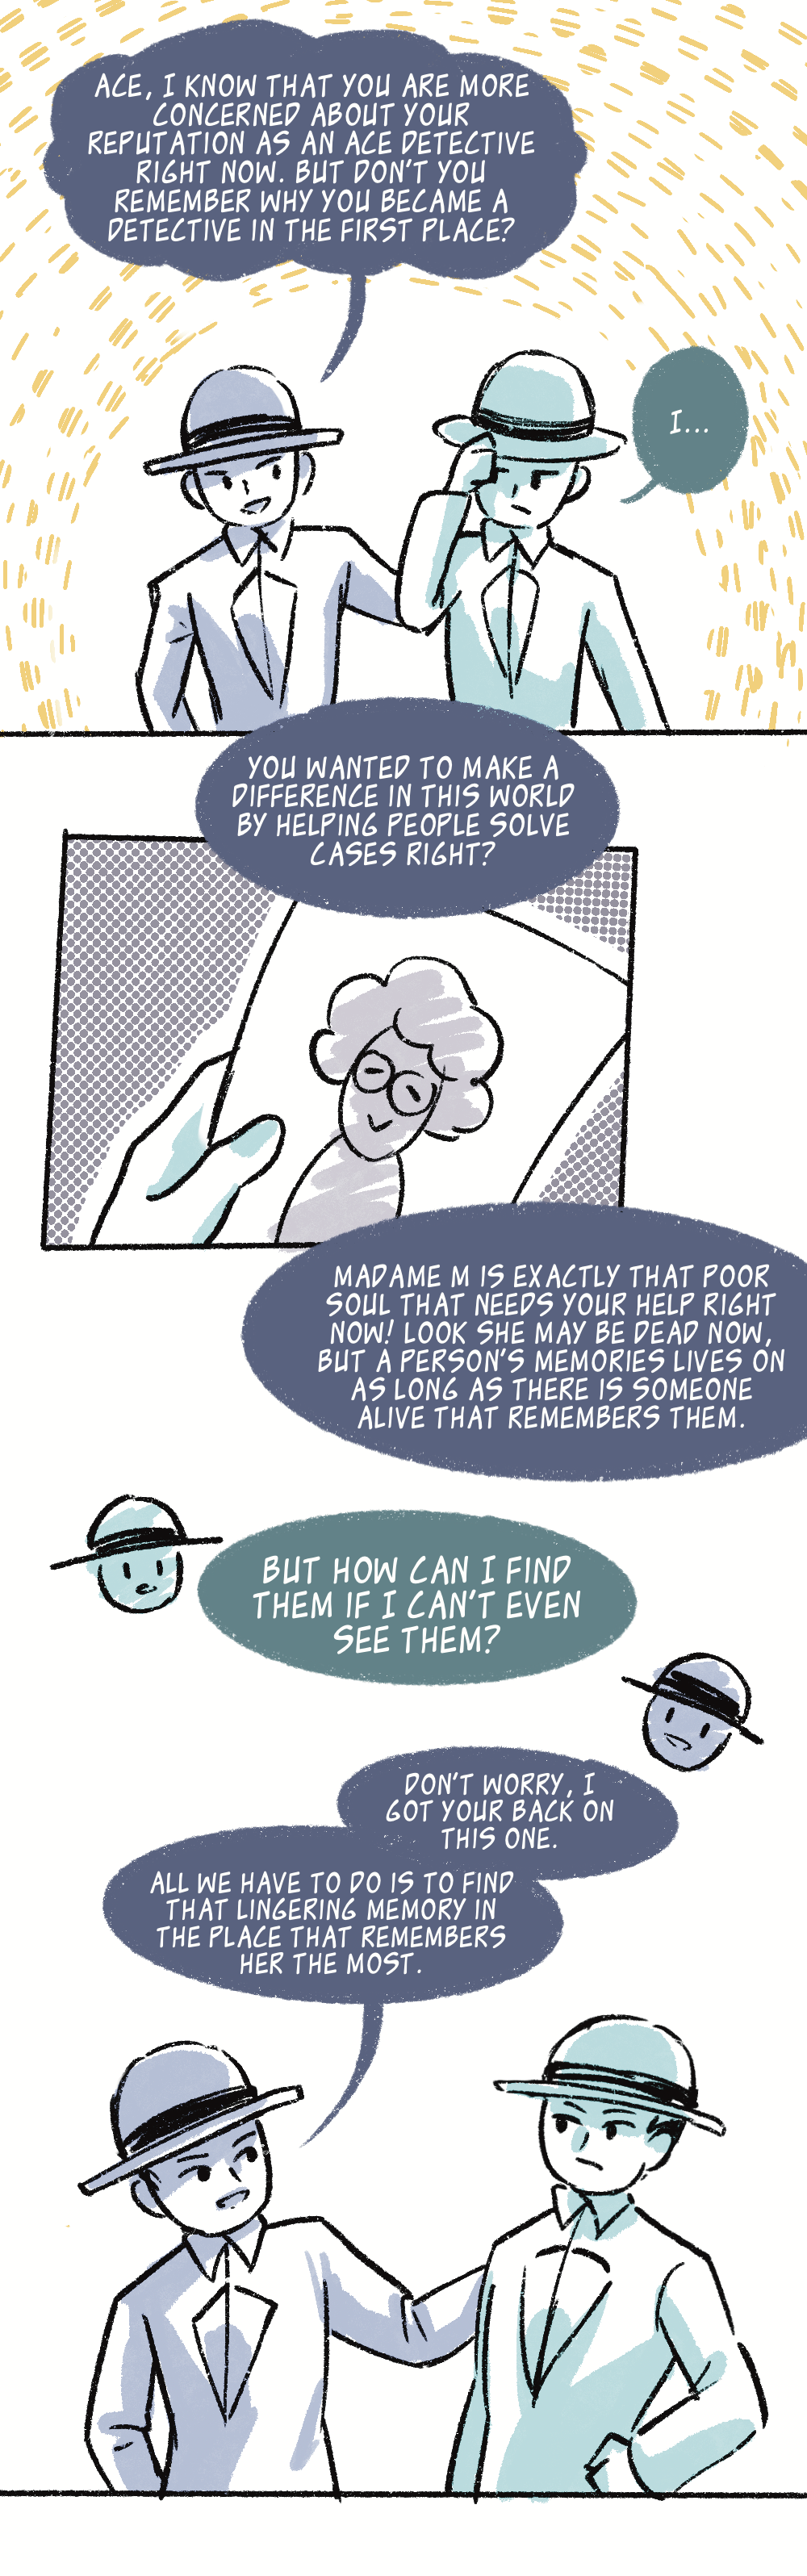 ACE, I KNOW THAT YOU ARE MORE
CONCERNED ABOUT YOUR
REPUTATION AS AN ACE DETECTIVE
RIGHT NOW. BUT DON'T YOU
REMEMBER WHY YOU BECAME A
DETECTIVE IN THE FIRST PLACE?
I...
YOU WANTED TO MAKE A
DIFFERENCE IN THIS WORLD
BY HELPING PEOPLE SOLVE
CASES RIGHT?
MADAME M IS EXACTLY THAT POOR
SOUL THAT NEEDS YOUR HELP RIGHT
NOW! LOOK SHE MAY BE DEAD NOW,
BUT A PERSON'S MEMORIES LIVES ON
AS LONG AS THERE IS SOMEONE
ALIVE THAT REMEMBERS THEM.
BUT HOW CAN I FIND
THEM IF I CAN'T EVEN
SEE THEM?
DON'T WORRY, I
GOT YOUR BACK ON
THIS ONE.
ALL WE HAVE TO DO IS TO FIND
THAT LINGERING MEMORY IN
THE PLACE THAT REMEMBERS
HER THE MOST.